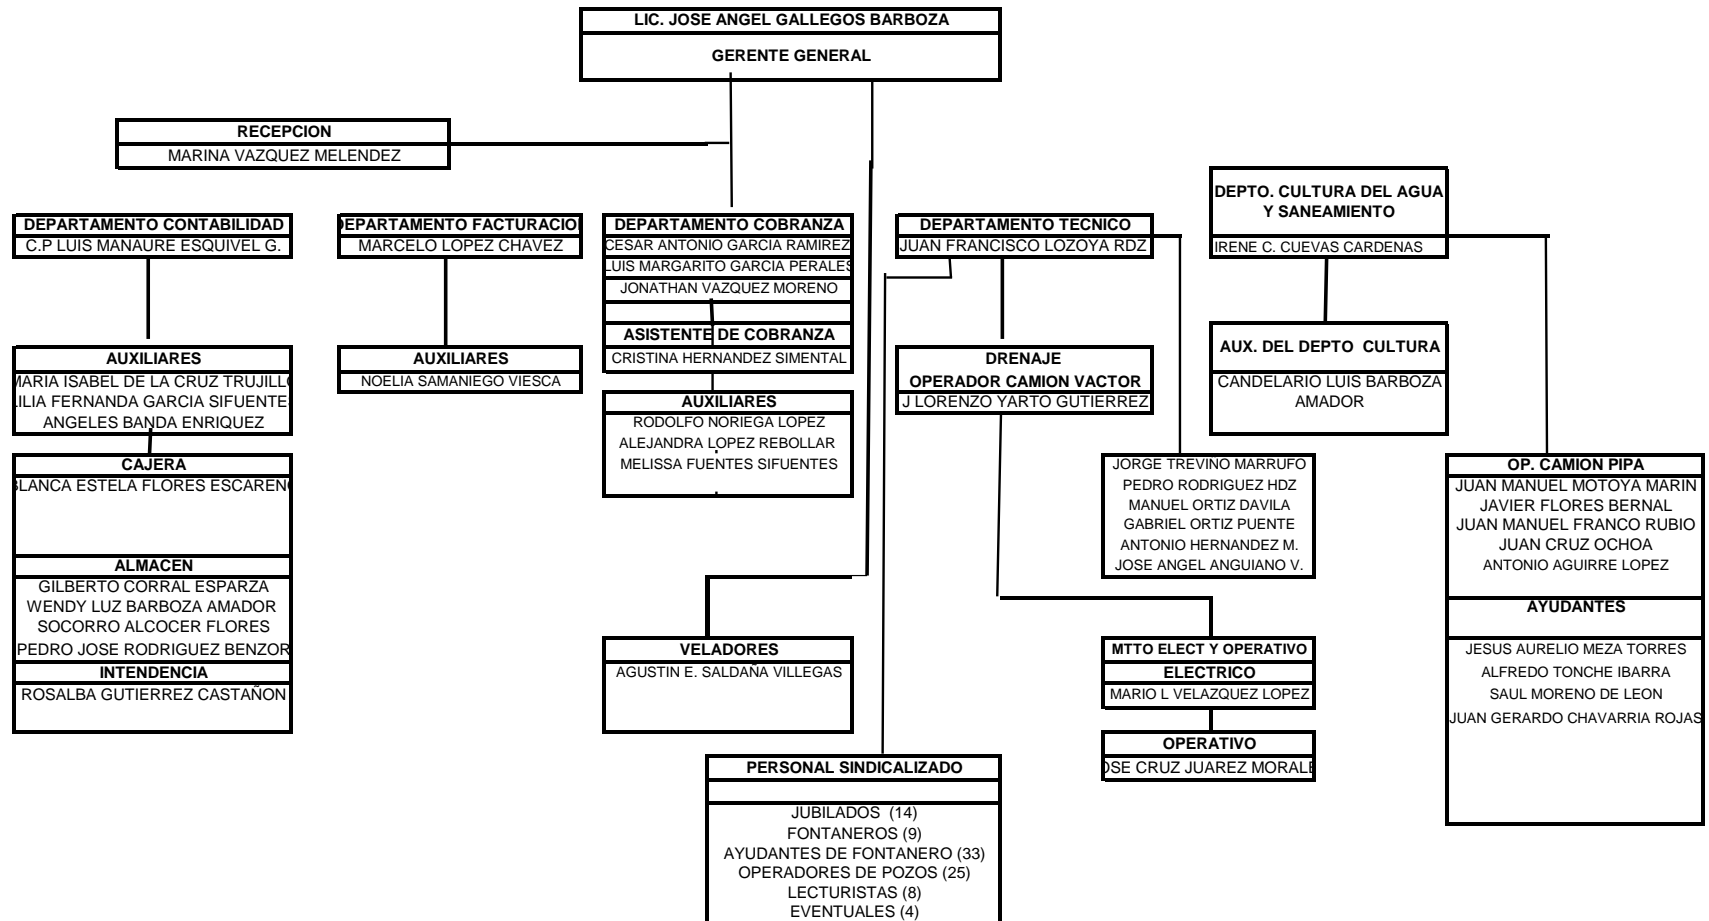 LIC. JOSE ANGEL GALLEGOS BARBOZA
GERENTE GENERAL
RECEPCION
MARINA VAZQUEZ MELENDEZ
DEPARTAMENTO CONTABILIDAD
C.P LUIS MANAURE ESQUIVEL G.
AUXILIARES
MARIA ISABEL DE LA CRUZ TRUJILLO
LILIA FERNANDA GARCIA SIFUENTE
ANGELES BANDA ENRIQUEZ
CAJERA
BLANCA ESTELA FLORES ESCAREN
ALMACEN
GILBERTO CORRAL ESPARZA
WENDY LUZ BARBOZA AMADOR
SOCORRO ALCOCER FLORES
PEDRO JOSE RODRIGUEZ BENZOR
INTENDENCIA
ROSALBA GUTIERREZ CASTAÑON
DEPARTAMENTO FACTURACIO
MARCELO LOPEZ CHAVEZ
AUXILIARES
NOELIA SAMANIEGO VIESCA
DEPARTAMENTO COBRANZA
CESAR ANTONIO GARCIA RAMIREZ
LUIS MARGARITO GARCIA PERALES
JONATHAN VAZQUEZ MORENO
ASISTENTE DE COBRANZA
CRISTINA HERNANDEZ SIMENTAL
AUXILIARES
RODOLFO NORIEGA LOPEZ
ALEJANDRA LOPEZ REBOLLAR
MELISSA FUENTES SIFUENTES
VELADORES
AGUSTIN E. SALDAÑA VILLEGAS
DEPARTAMENTO TECNICO
JUAN FRANCISCO LOZOYA RDZ
DRENAJE
OPERADOR CAMION VACTOR
J LORENZO YARTO GUTIERREZ
JORGE TREVINO MARRUFO
PEDRO RODRIGUEZ HDZ
MANUEL ORTIZ DAVILA
GABRIEL ORTIZ PUENTE
ANTONIO HERNANDEZ M.
JOSE ANGEL ANGUIANO V.
MTTO ELECT Y OPERATIVO
ELECTRICO
MARIO L VELAZQUEZ LOPEZ
OPERATIVO
OSE CRUZ JUAREZ MORALE
PERSONAL SINDICALIZADO
JUBILADOS (14)
FONTANEROS (9)
AYUDANTES DE FONTANERO (33)
OPERADORES DE POZOS (25)
LECTURISTAS (8)
EVENTUALES (4)
DEPTO. CULTURA DEL AGUA
Y SANEAMIENTO
IRENE C. CUEVAS CARDENAS
AUX. DEL DEPTO CULTURA
CANDELARIO LUIS BARBOZA
AMADOR
OP. CAMION PIPA
JUAN MANUEL MOTOYA MARIN
JAVIER FLORES BERNAL
JUAN MANUEL FRANCO RUBIO
JUAN CRUZ OCHOA
ANTONIO AGUIRRE LOPEZ
AYUDANTES
JESUS AURELIO MEZA TORRES
ALFREDO TONCHE IBARRA
SAUL MORENO DE LEON
JUAN GERARDO CHAVARRIA ROJAS